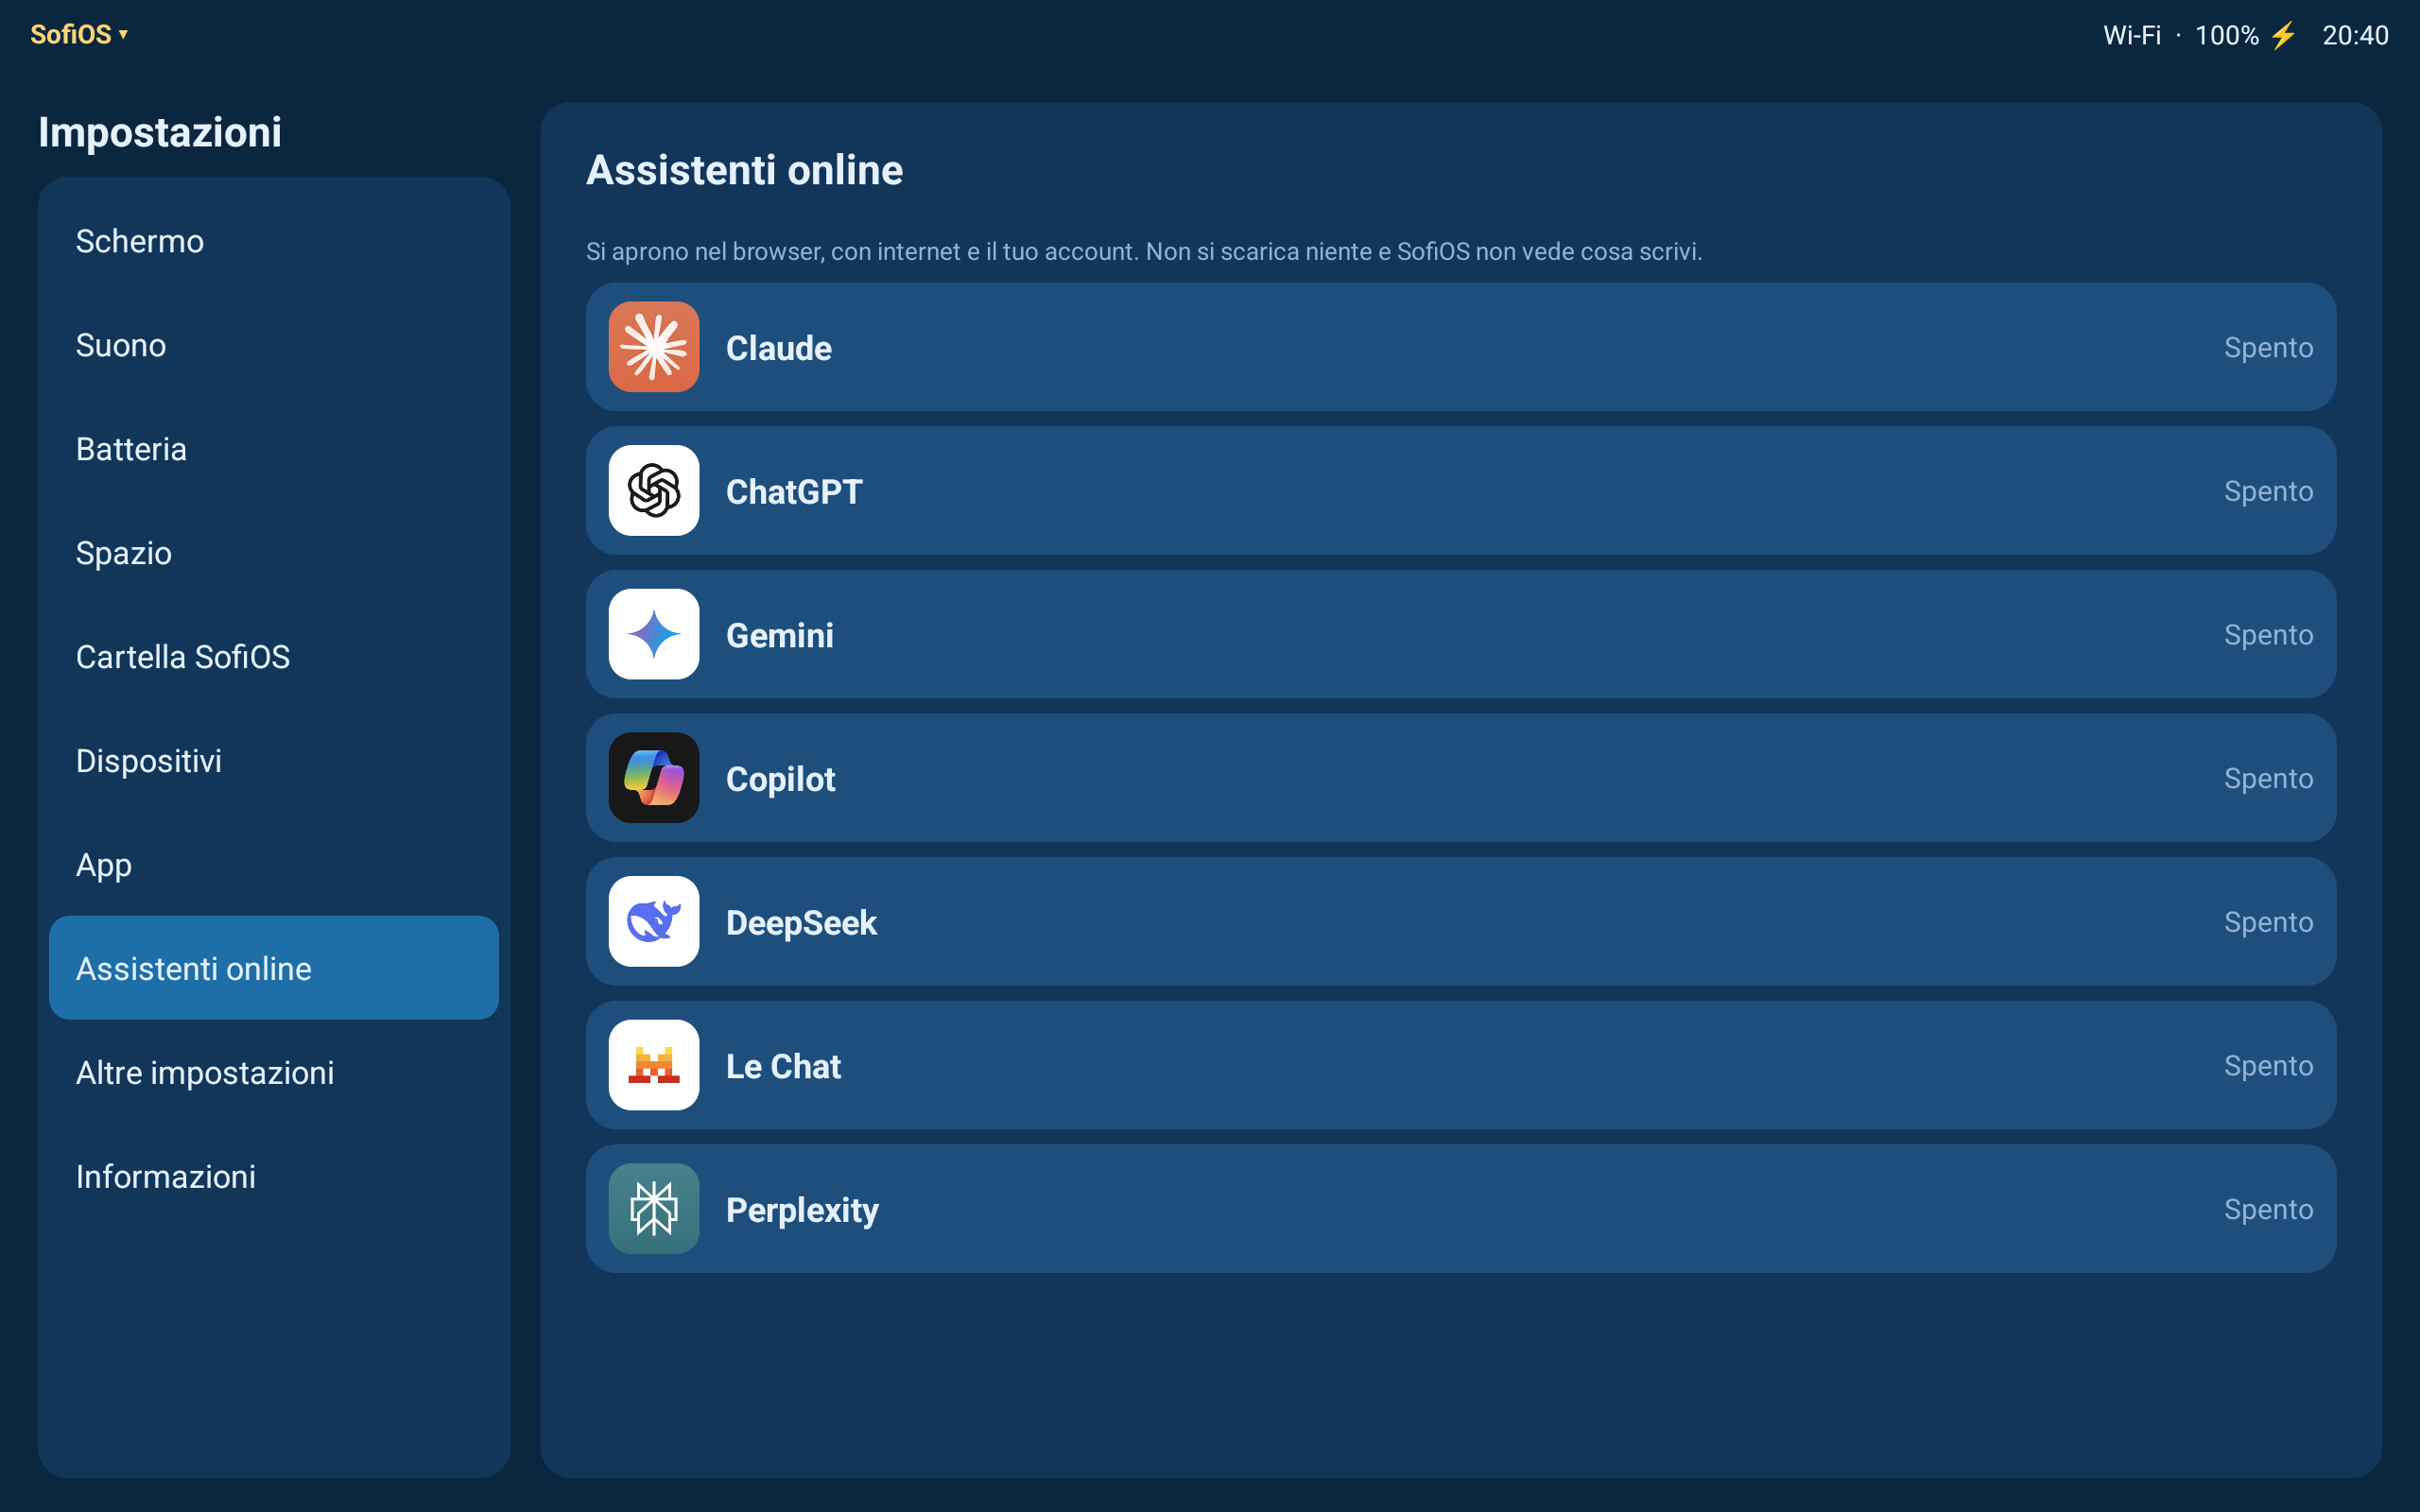 SofiOS ▾
Wi-Fi · 100% ⚡ 20:40
Impostazioni
Schermo
Suono
Batteria
Spazio
Cartella SofiOS
Dispositivi
App
Assistenti online
Altre impostazioni
Informazioni
Assistenti online
Si aprono nel browser, con internet e il tuo account. Non si scarica niente e SofiOS non vede cosa scrivi.
Claude Spento
ChatGPT Spento
Gemini Spento
Copilot Spento
DeepSeek Spento
Le Chat Spento
Perplexity Spento